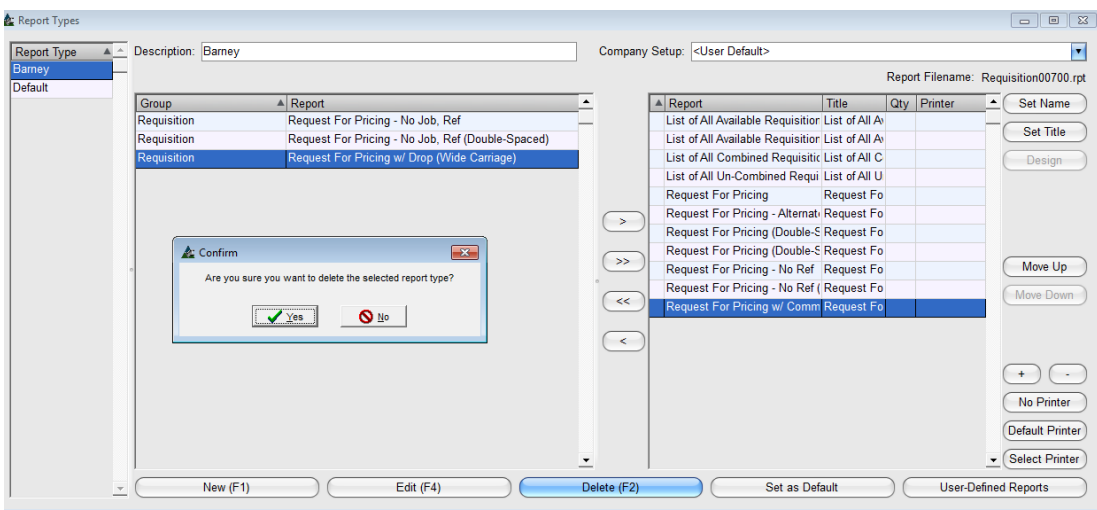 Report Types
Report Type
Barney
Default
Description: Barney
Company Setup: <User Default>
Report Filename: Requisition00700.rpt
Group Report
Requisition Request For Pricing - No Job, Ref
Requisition Request For Pricing - No Job, Ref (Double-Spaced)
Requisition Request For Pricing w/ Drop (Wide Carriage)
Confirm
Are you sure you want to delete the selected report type?
Yes No
>
>>
<<
<
Report Title Qty Printer
List of All Available Requisition List of All Av
List of All Available Requisition List of All Av
List of All Combined Requisitic List of All C
List of All Un-Combined Requi List of All U
Request For Pricing Request Fo
Request For Pricing - Alternate Request Fo
Request For Pricing (Double-S Request Fo
Request For Pricing (Double-S Request Fo
Request For Pricing - No Ref Request Fo
Request For Pricing - No Ref ( Request Fo
Request For Pricing w/ Comm Request Fo
Set Name
Set Title
Design
Move Up
Move Down
+ -
No Printer
Default Printer
Select Printer
New (F1) Edit (F4) Delete (F2) Set as Default User-Defined Reports